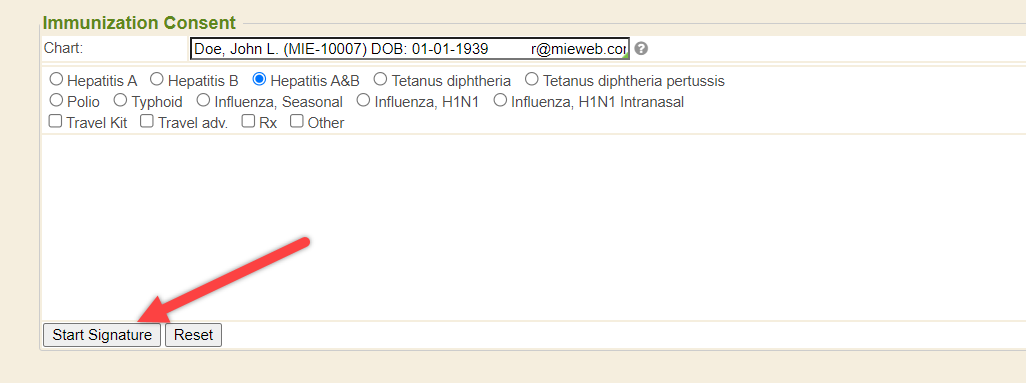 Immunization Consent
Chart: Doe, John L. (MIE-10007) DOB: 01-01-1939 r@mieweb.com
Hepatitis A Hepatitis B Hepatitis A&B Tetanus diphtheria Tetanus diphtheria pertussis
Polio Typhoid Influenza, Seasonal Influenza, H1N1 Influenza, H1N1 Intranasal
Travel Kit Travel adv. Rx Other
Start Signature Reset